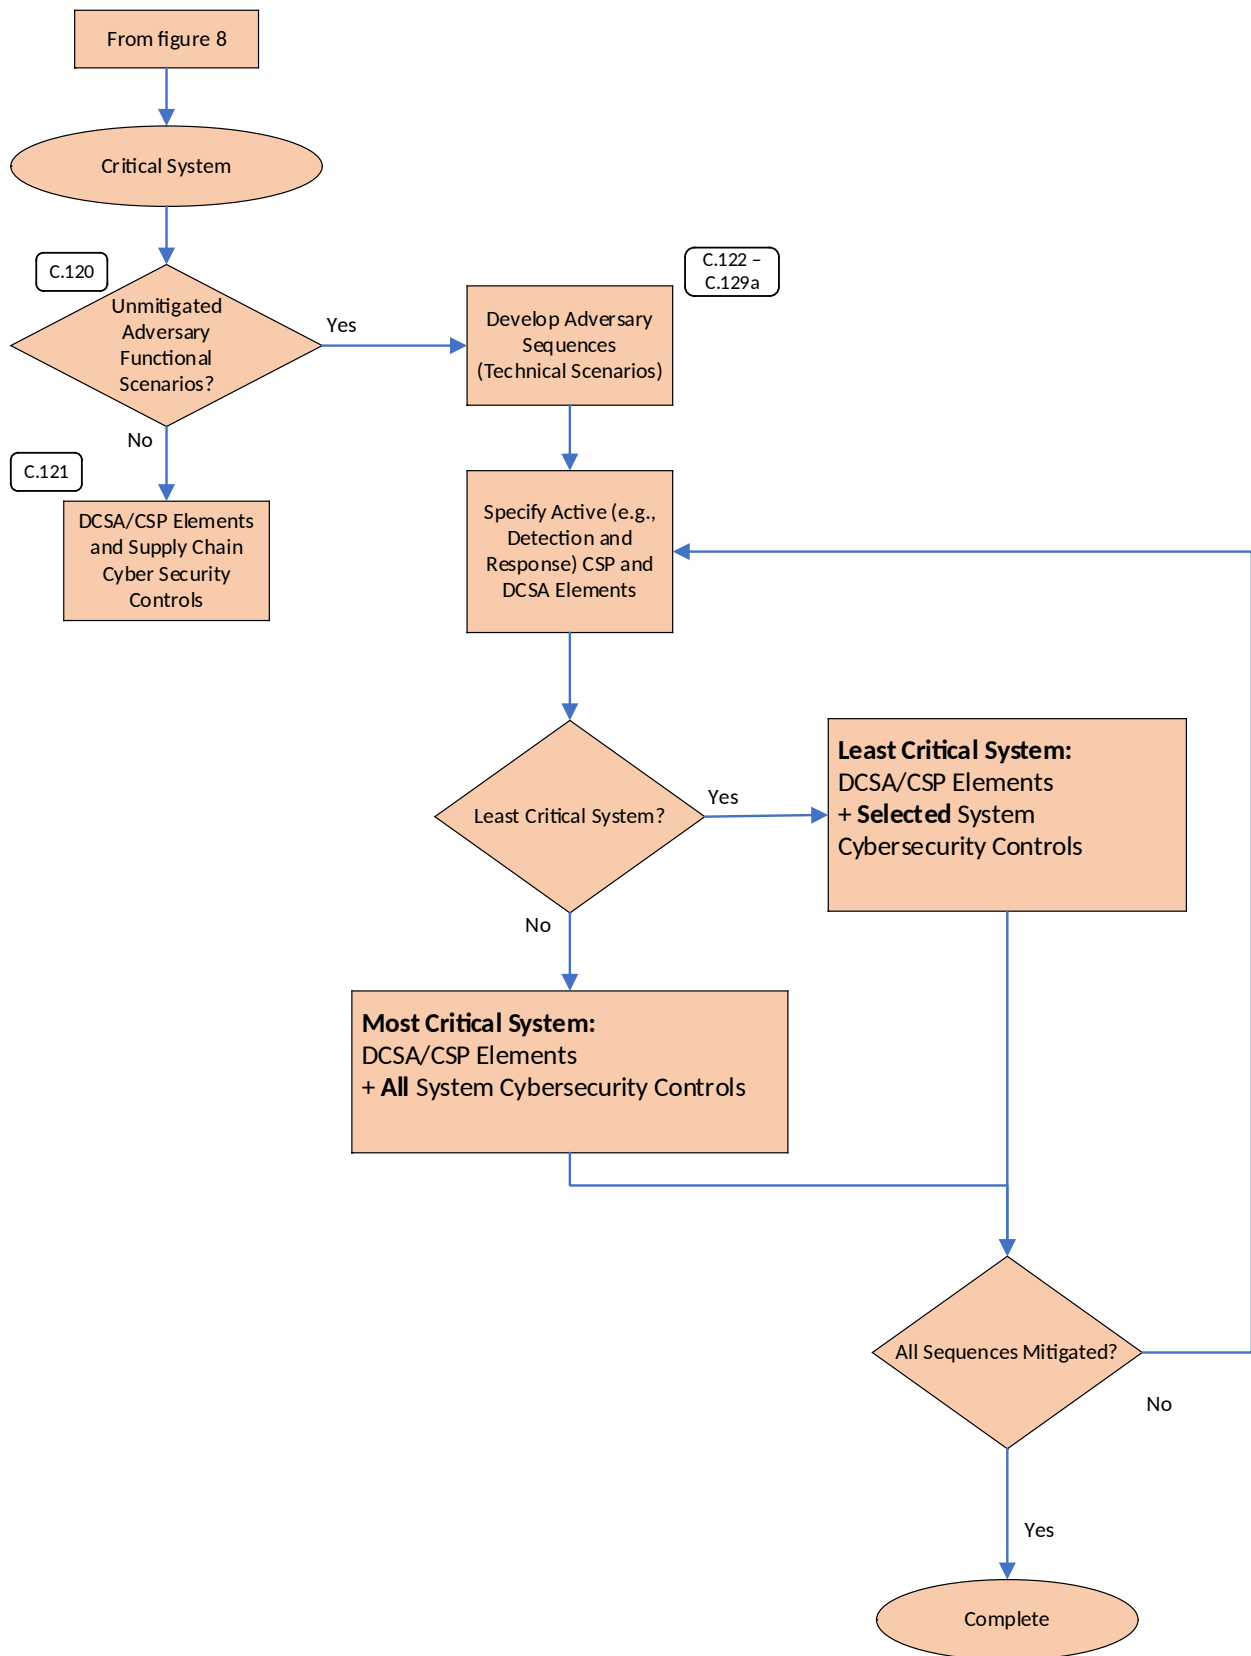 From figure 8
Critical System
C.120
Unmitigated
Adversary
Functional
Scenarios?
Yes
C.122 –
C.129a
Develop Adversary
Sequences
(Technical Scenarios)
No
C.121
DCSA/CSP Elements
and Supply Chain
Cyber Security
Controls
Specify Active (e.g.,
Detection and
Response) CSP and
DCSA Elements
Least Critical System?
Yes
Least Critical System:
DCSA/CSP Elements
+ Selected System
Cybersecurity Controls
No
Most Critical System:
DCSA/CSP Elements
+ All System Cybersecurity Controls
All Sequences Mitigated?
No
Yes
Complete